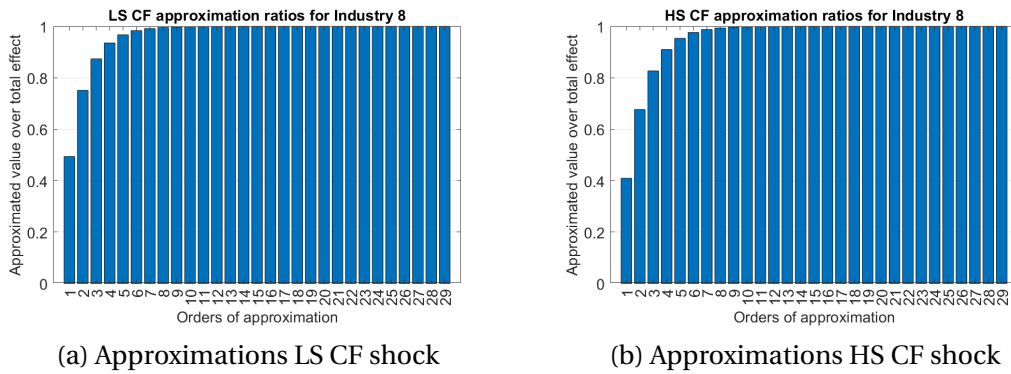 LS CF approximation ratios for Industry 8
Approximated value over total effect
1
0.8
0.6
0.4
0.2
0
1 2 3 4 5 6 7 8 9 10 11 12 13 14 15 16 17 18 19 20 21 22 23 24 25 26 27 28 29
Orders of approximation
(a) Approximations LS CF shock
HS CF approximation ratios for Industry 8
Approximated value over total effect
1
0.8
0.6
0.4
0.2
0
1 2 3 4 5 6 7 8 9 10 11 12 13 14 15 16 17 18 19 20 21 22 23 24 25 26 27 28 29
Orders of approximation
(b) Approximations HS CF shock